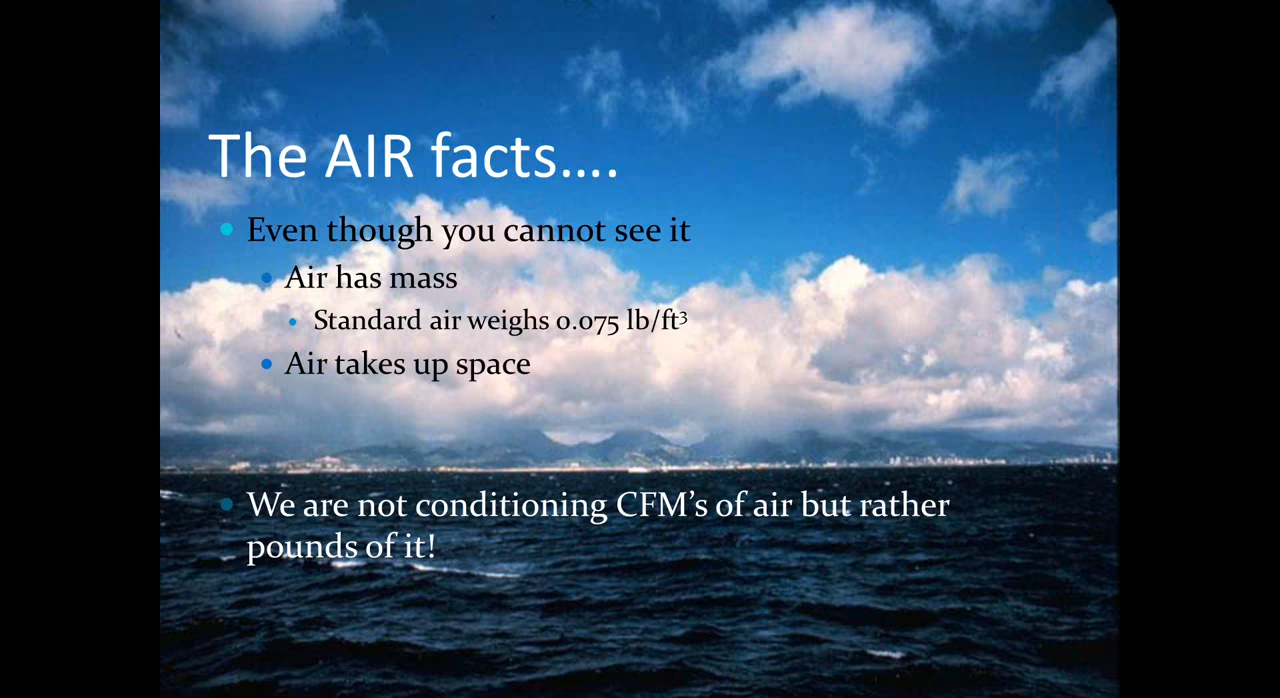 The AIR facts....
Even though you cannot see it
Air has mass
Standard air weighs 0.075 lb/ft³
Air takes up space
We are not conditioning CFM’s of air but rather
pounds of it!